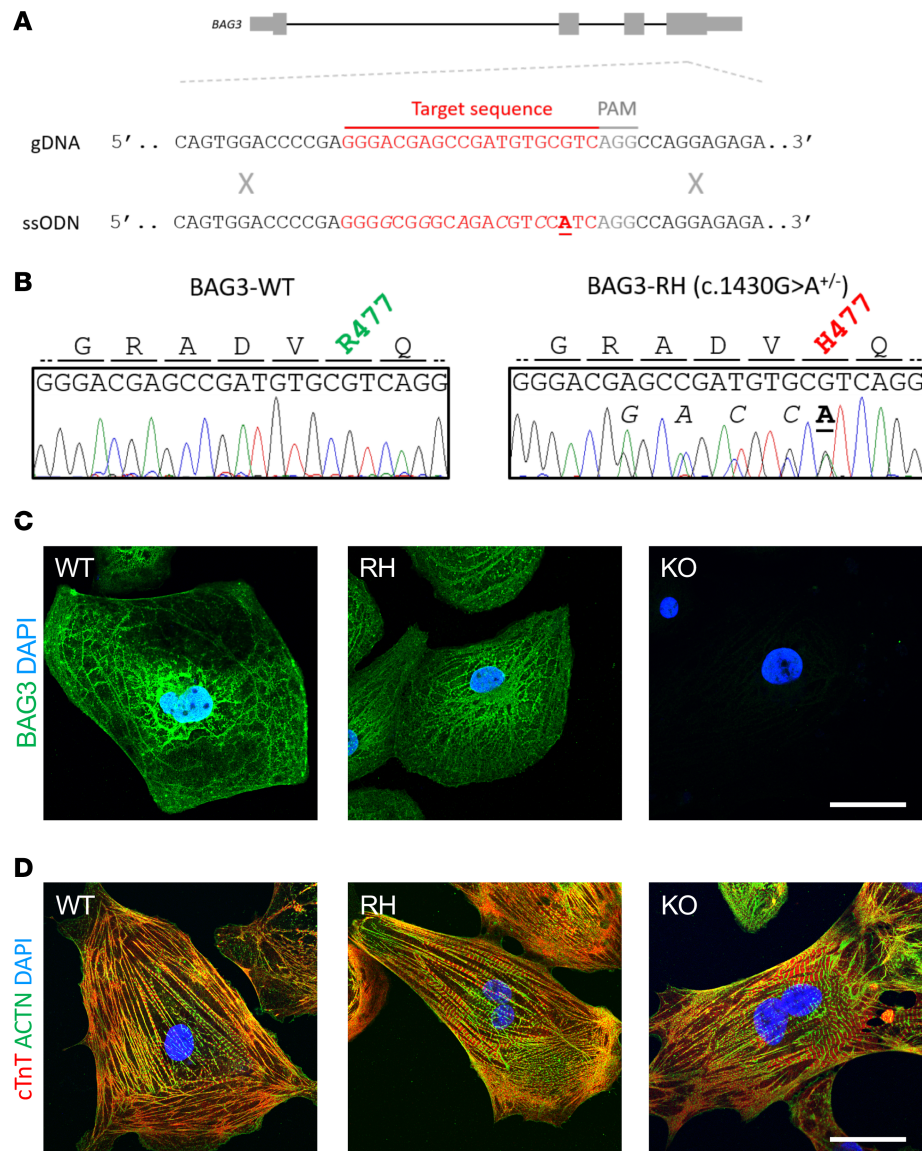 A
BAG3
Target sequence PAM
gDNA 5’.. CAGTGGACCCCGAGGGACGAGCCGATGTGCGTCAGGCCAGGAGAGA..3’
X X
ssODN 5’.. CAGTGGACCCCGAGGGGCGGGCAGACGTCCATCAGGCCAGGAGAGA..3’
B
BAG3-WT
G R A D V R477 Q
GGGACGAGCCGATGTGCGTCAGG
BAG3-RH (c.1430G>A+/-)
G R A D V H477 Q
GGGACGAGCCGATGTGCGTCAGG
G A C C A
C
BAG3 DAPI
WT
RH
KO
D
cTnT ACTN DAPI
WT
RH
KO